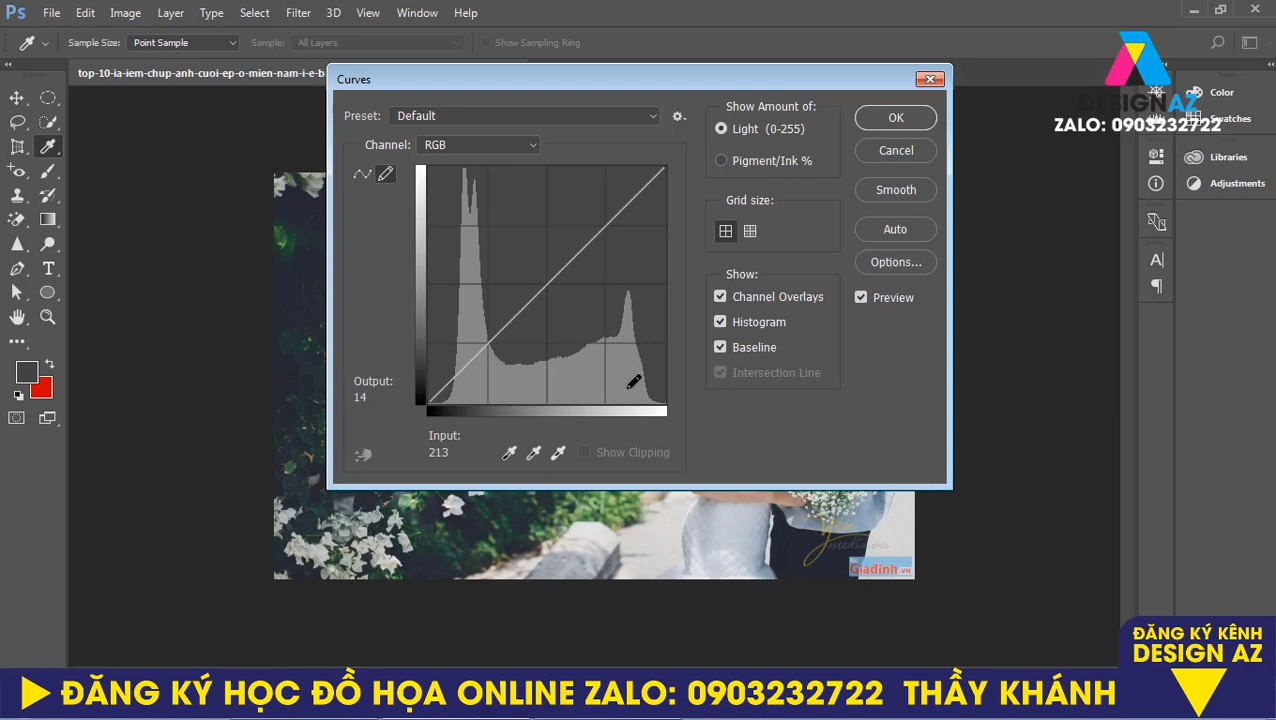 Ps File Edit Image Layer Type Select Filter 3D View Window Help
Sample Size: Point Sample Sample: All Layers Show Sampling Ring
top-10-ia-iem-chup-anh-cuoi-ep-o-mien-nam-i-e-b
Curves
Preset: Default
Channel: RGB
Output:
14
Input:
213
Show Clipping
Show Amount of:
Light (0-255)
Pigment/Ink %
Grid size:
Show:
Channel Overlays
Histogram
Baseline
Intersection Line
OK
Cancel
Smooth
Auto
Options...
Preview
DESIGN AZ
ZALO: 0903232722
Color
Swatches
Libraries
Adjustments
Yen
media.vn
Giadinh.vn
ĐĂNG KÝ KÊNH
DESIGN AZ
ĐĂNG KÝ HỌC ĐỒ HỌA ONLINE ZALO: 0903232722 THẦY KHÁNH